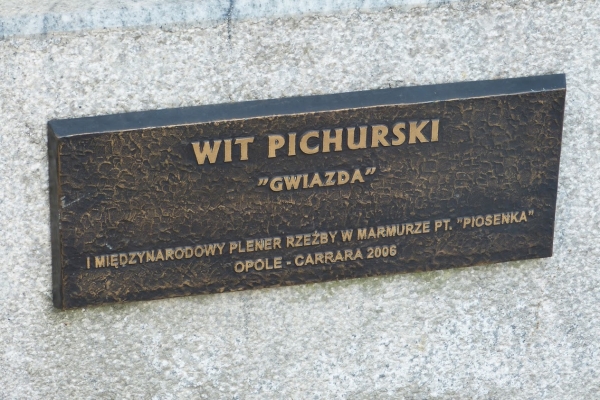 WIT PICHURSKI
"GWIAZDA"
I MIĘDZYNARODOWY PLENER RZEŹBY W MARMURZE PT. "PIOSENKA"
OPOLE - CARRARA 2006